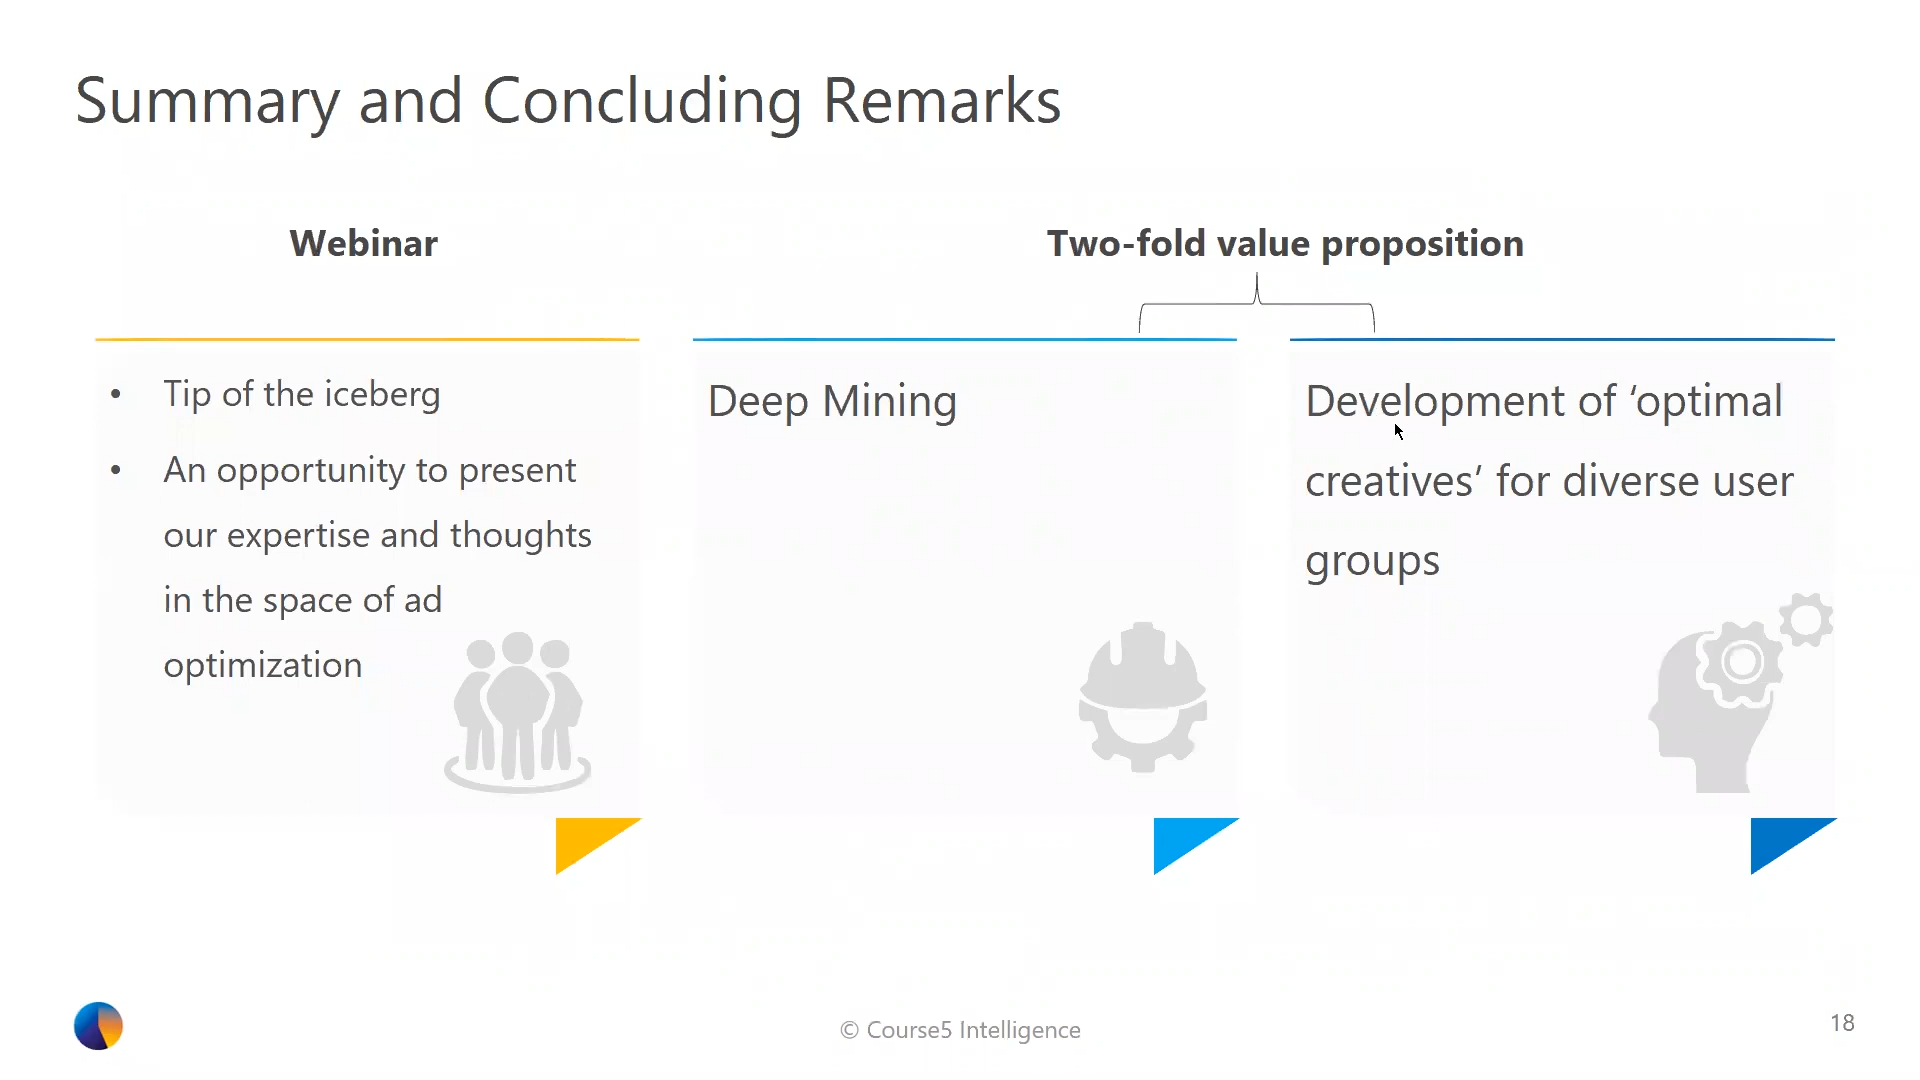 Summary and Concluding Remarks
Webinar
Two-fold value proposition
• Tip of the iceberg
• An opportunity to present
our expertise and thoughts
in the space of ad
optimization
Deep Mining
Development of ‘optimal
creatives’ for diverse user
groups
© Course5 Intelligence
18